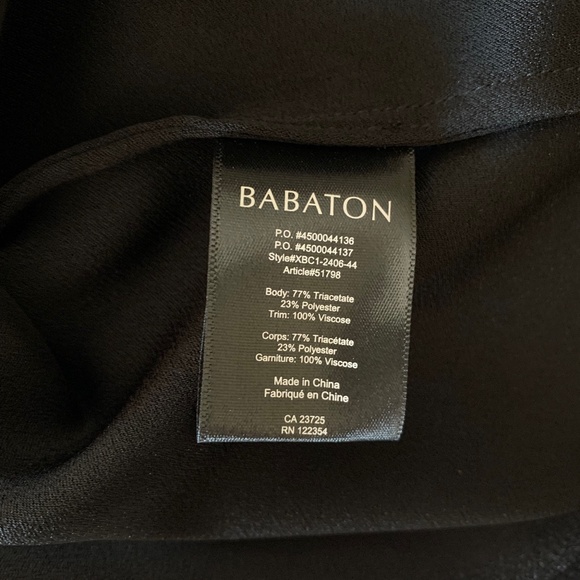 BABATON
P.O. #4500044136
P.O. #4500044137
Style#XBC1-2406-44
Article#51798
Body: 77% Triacetate
23% Polyester
Trim: 100% Viscose
Corps: 77% Triacétate
23% Polyester
Garniture: 100% Viscose
Made in China
Fabriqué en Chine
CA 23725
RN 122354